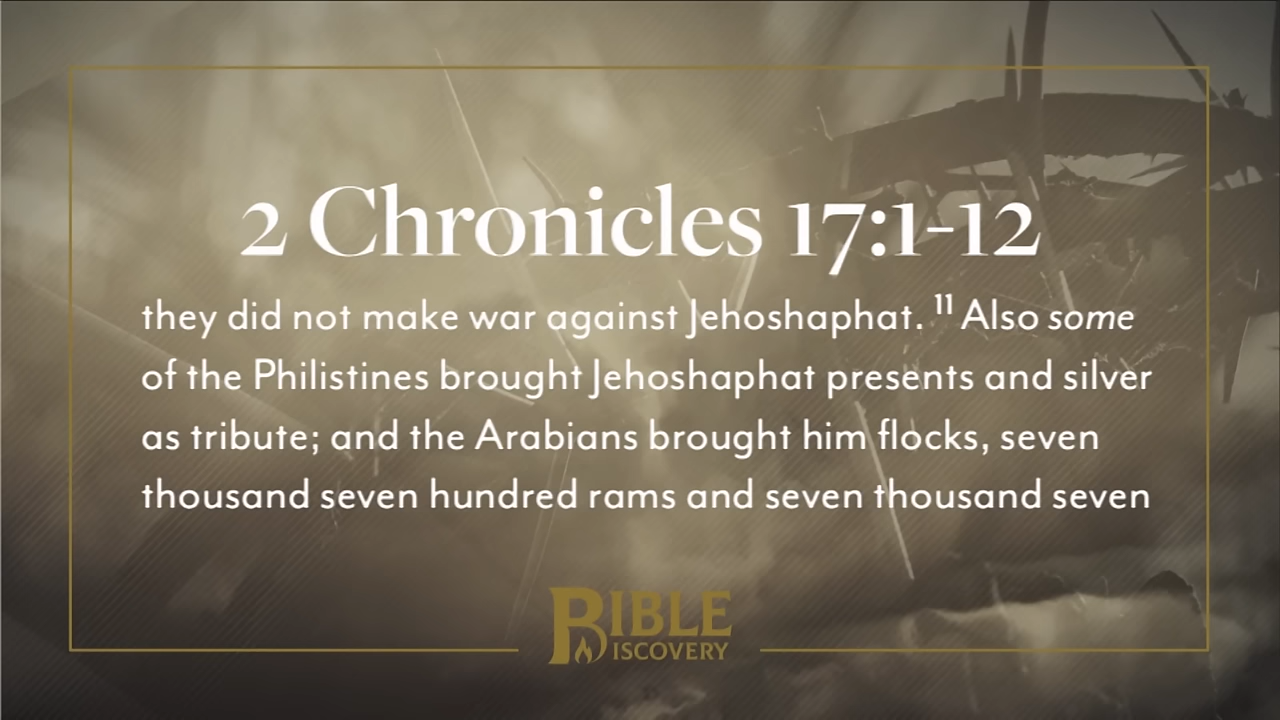 2 Chronicles 17:1-12
they did not make war against Jehoshaphat. ¹¹ Also some
of the Philistines brought Jehoshaphat presents and silver
as tribute; and the Arabians brought him flocks, seven
thousand seven hundred rams and seven thousand seven
BIBLE
DISCOVERY